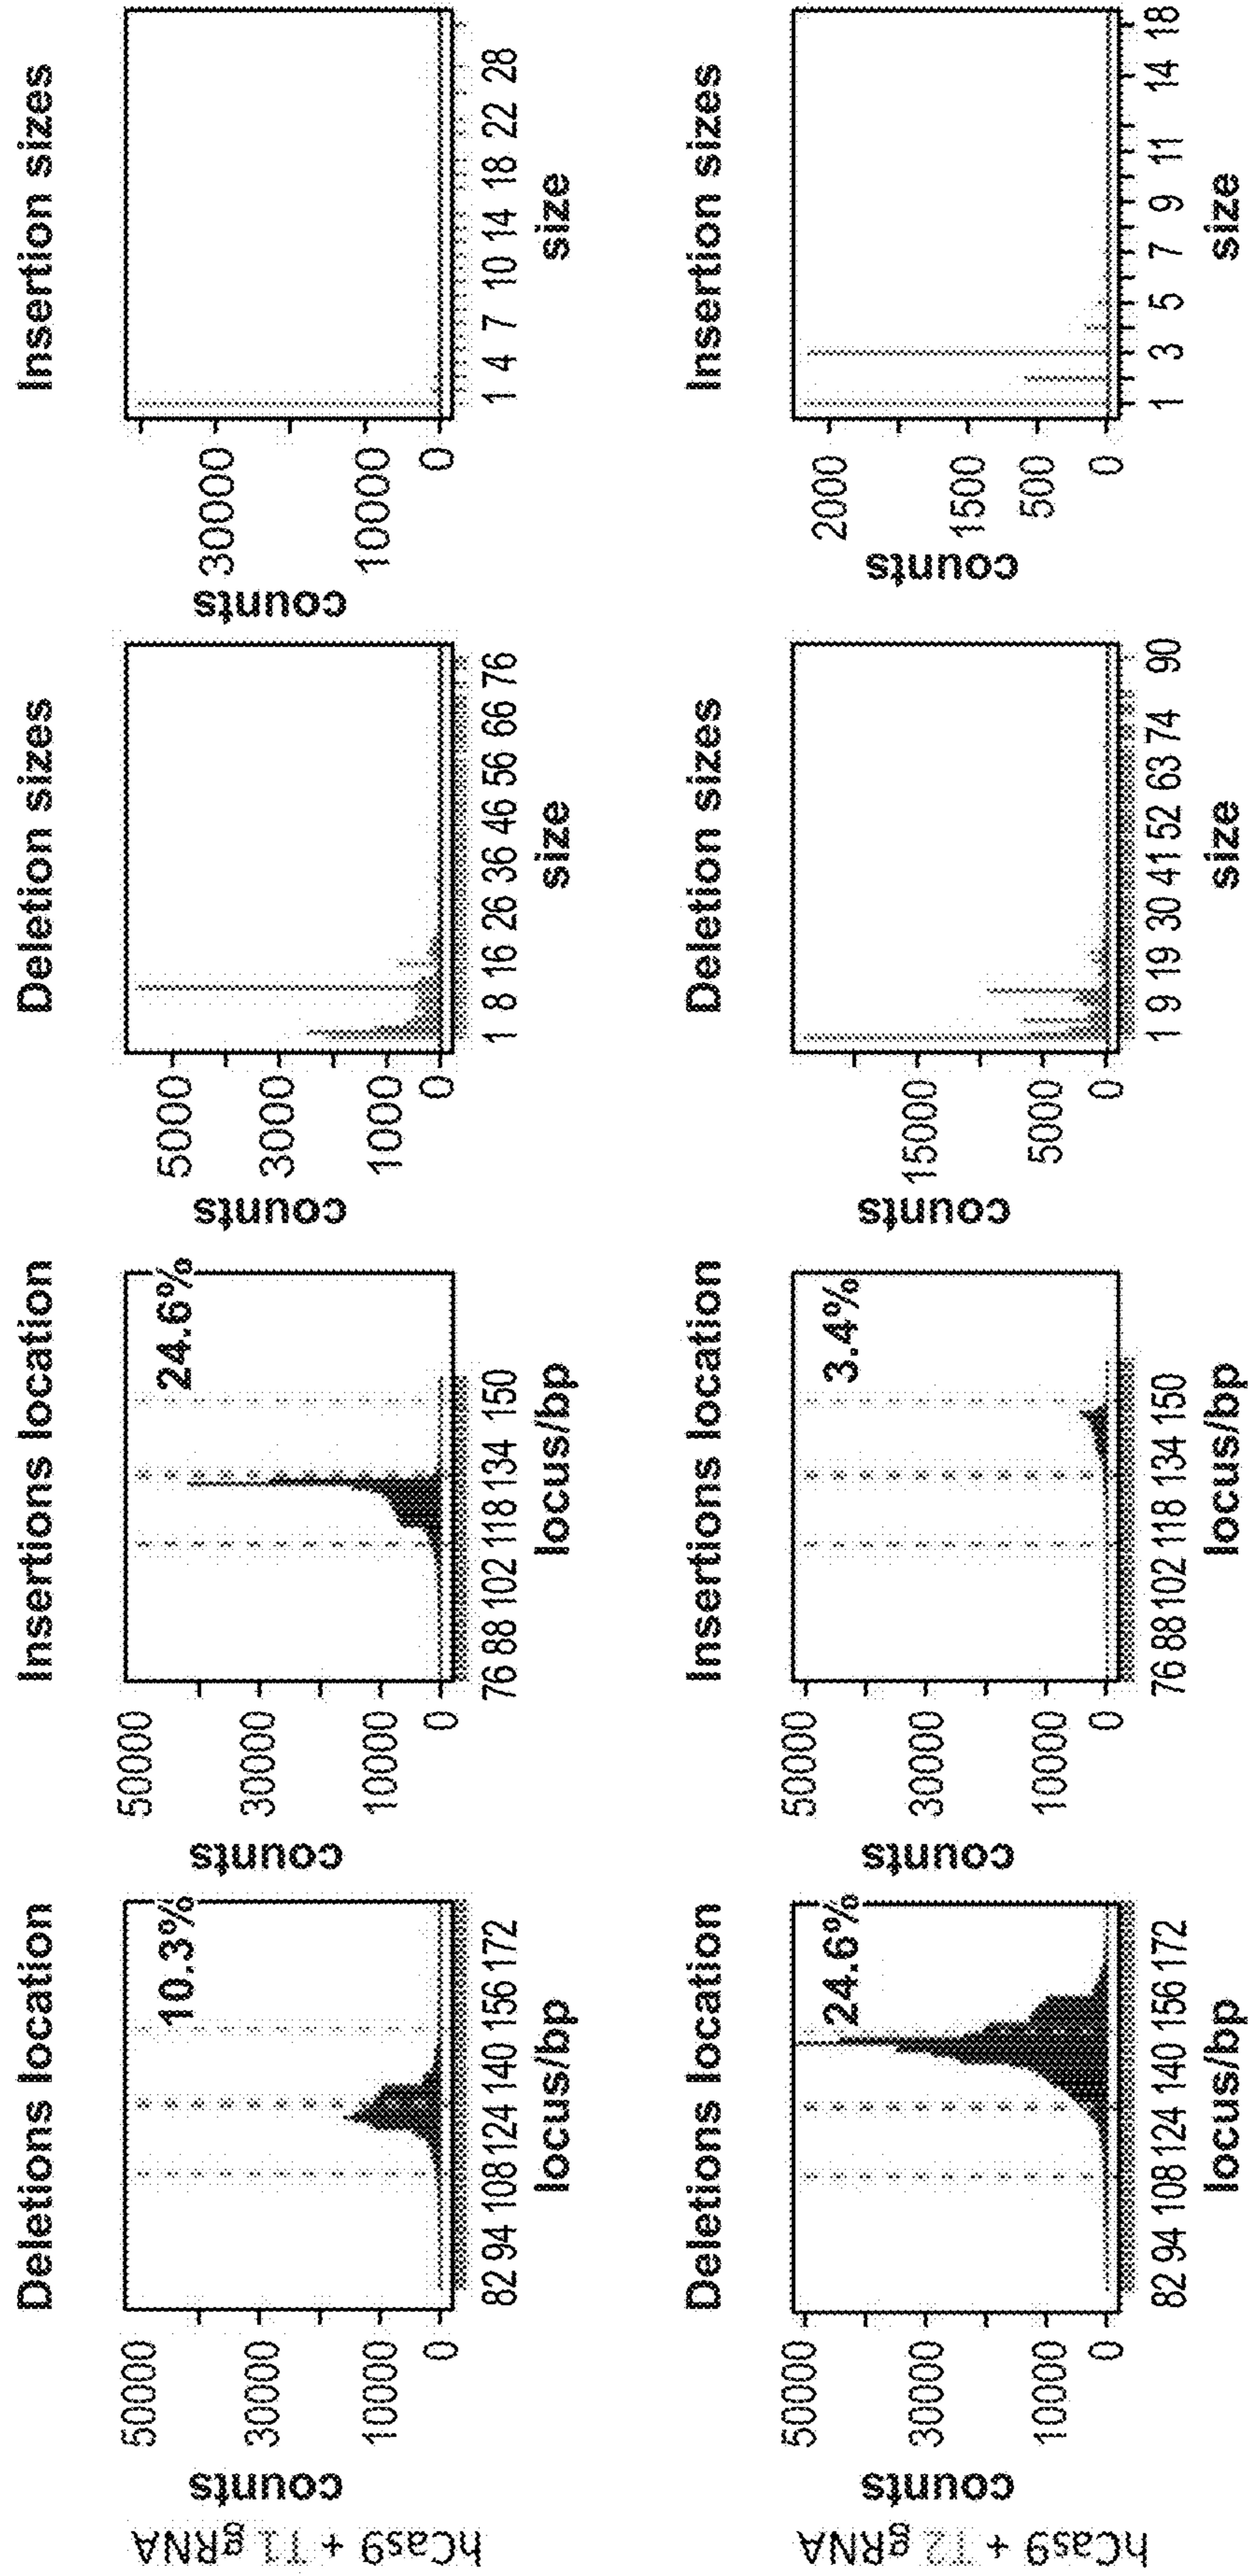 hCas9 + T1 gRNA
Deletions location
counts
50000
30000
10000
0
10.3%
82 94 108 124 140 156 172
locus/bp
Insertions location
counts
50000
30000
10000
0
24.6%
76 88 102 118 134 150
locus/bp
Deletion sizes
counts
5000
3000
1000
0
1 8 16 26 36 46 56 66 76
size
Insertion sizes
counts
30000
10000
0
1 4 7 10 14 18 22 28
size
hCas9 + T2 gRNA
Deletions location
counts
50000
30000
10000
0
24.6%
82 94 108 124 140 156 172
locus/bp
Insertions location
counts
50000
30000
10000
0
3.4%
76 88 102 118 134 150
locus/bp
Deletion sizes
counts
15000
5000
0
1 9 19 30 41 52 63 74 90
size
Insertion sizes
counts
2000
1500
500
0
1 3 5 7 9 11 14 18
size